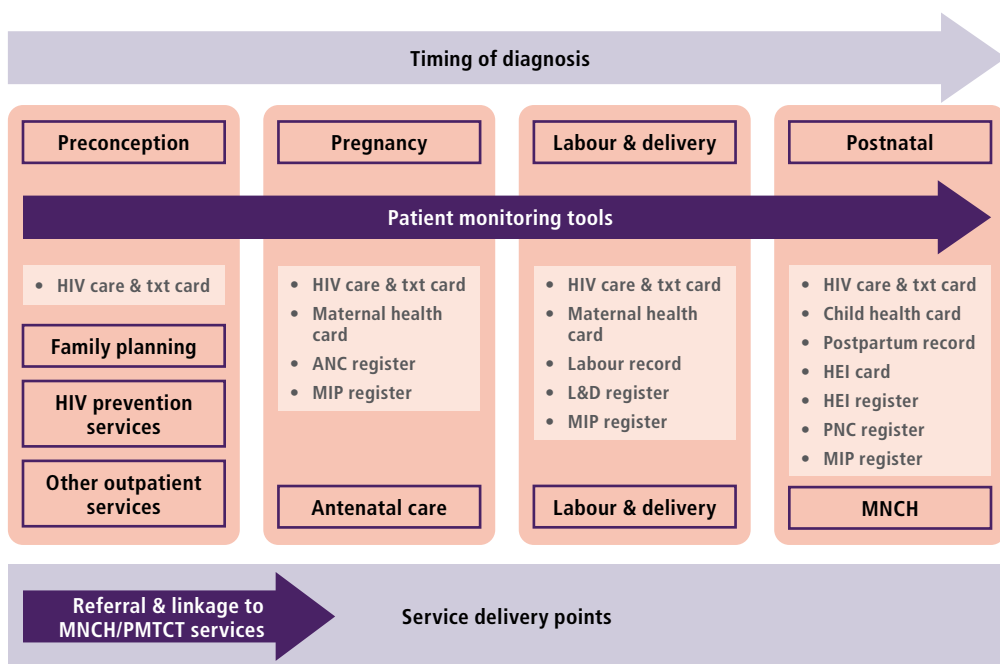 Timing of diagnosis
Preconception
Pregnancy
Labour & delivery
Postnatal
Patient monitoring tools
• HIV care & txt card
Family planning
HIV prevention
services
Other outpatient
services
• HIV care & txt card
• Maternal health
card
• ANC register
• MIP register
Antenatal care
• HIV care & txt card
• Maternal health
card
• Labour record
• L&D register
• MIP register
Labour & delivery
• HIV care & txt card
• Child health card
• Postpartum record
• HEI card
• HEI register
• PNC register
• MIP register
MNCH
Referral & linkage to
MNCH/PMTCT services
Service delivery points